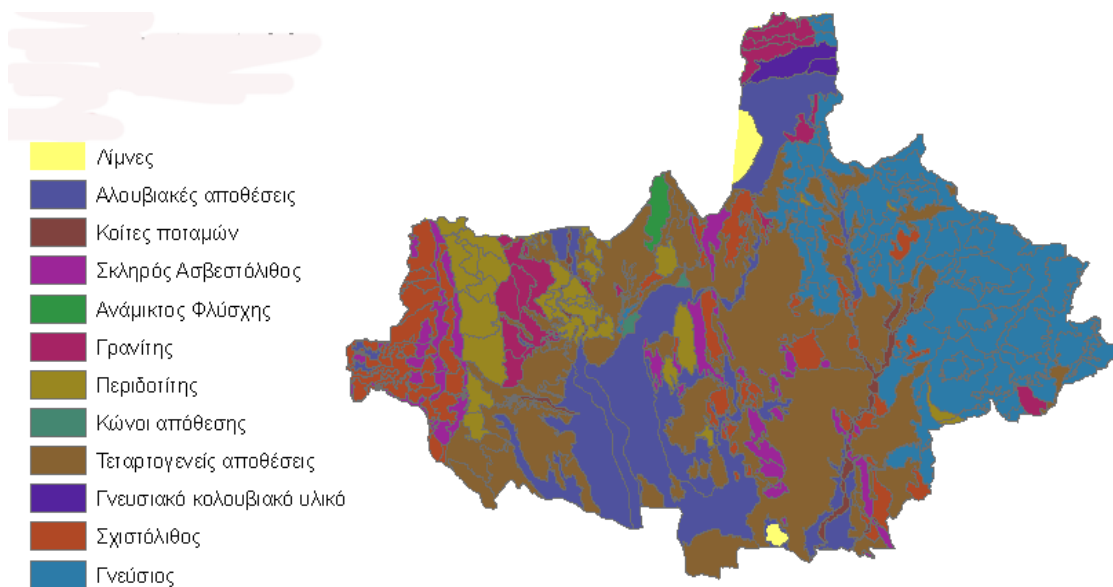 Λίμνες
Αλουβιακές αποθέσεις
Κοίτες ποταμών
Σκληρός Ασβεστόλιθος
Ανάμικτος Φλύσχης
Γρανίτης
Περιδοτίτης
Κώνοι απόθεσης
Τεταρτογενείς αποθέσεις
Γνευσιακό κολουβιακό υλικό
Σχιστόλιθος
Γνεύσιος